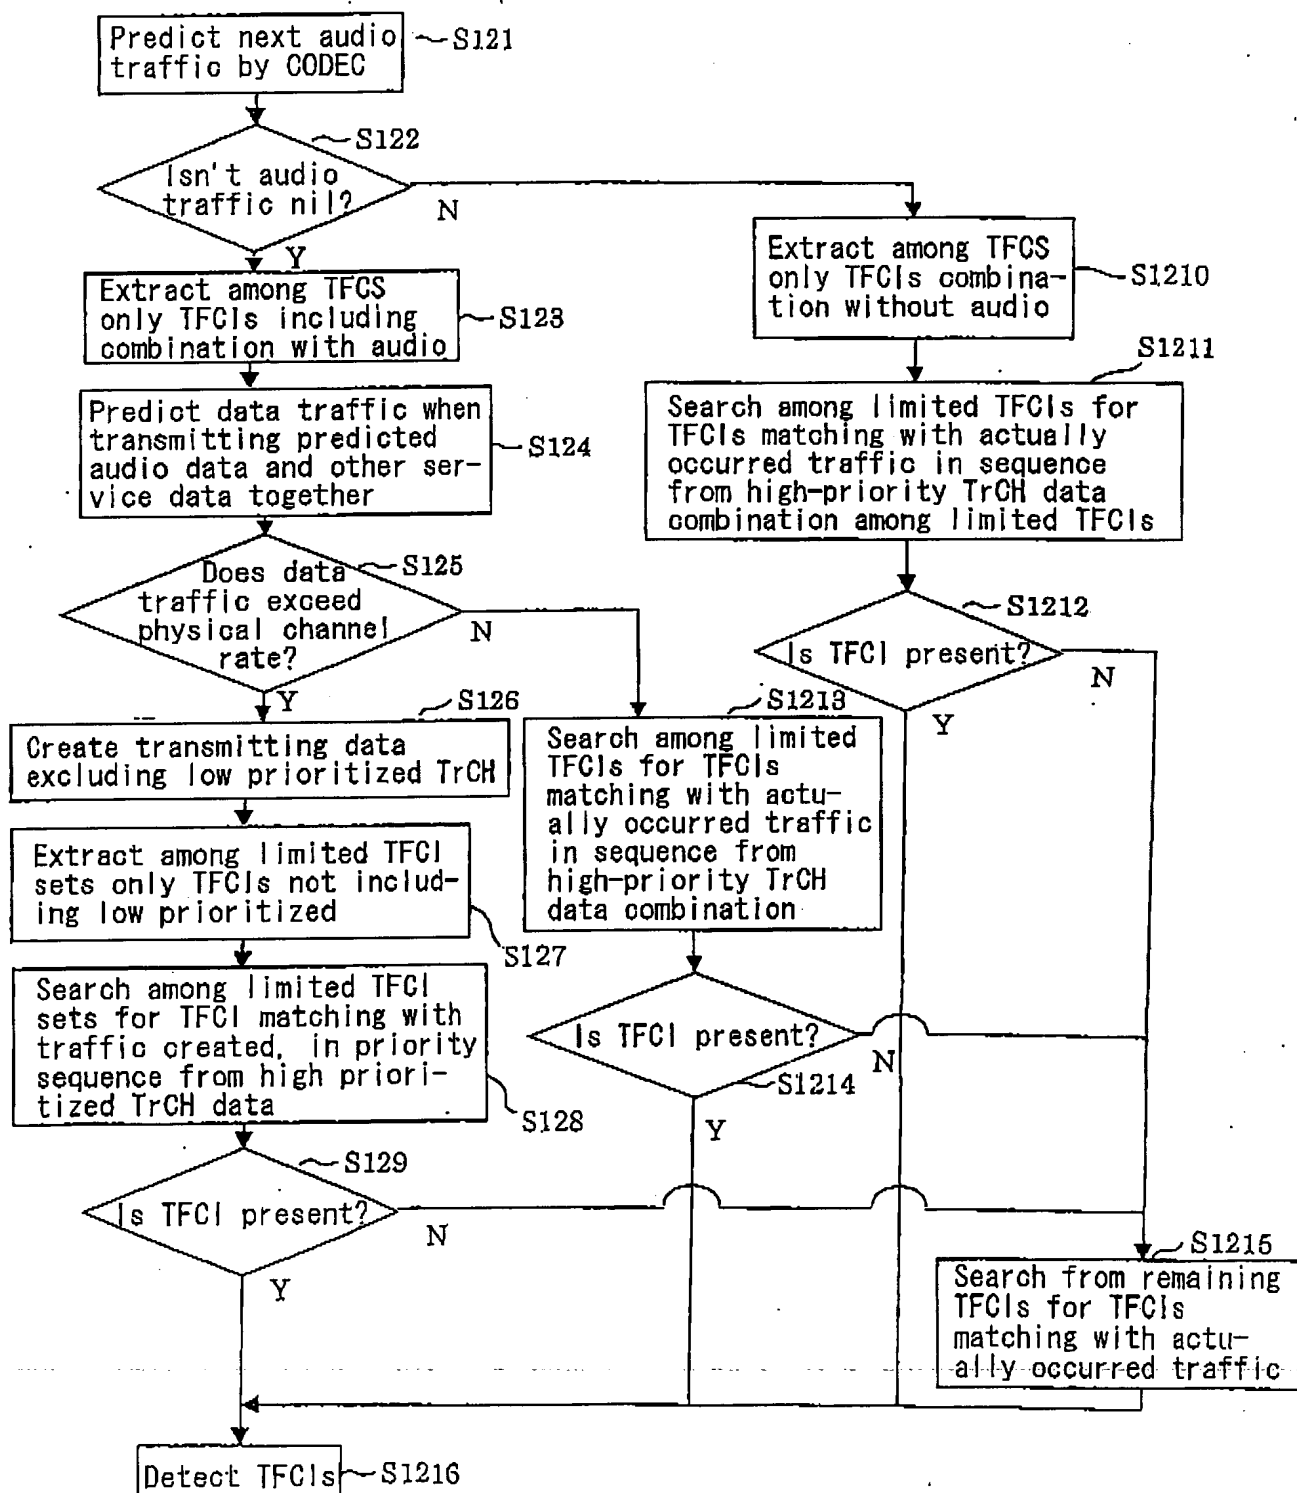 Predict next audio
traffic by CODEC
S121
S122
Isn't audio
traffic nil?
N
Y
Extract among TFCS
only TFCIs including
combination with audio
S123
Extract among TFCS
only TFCIs combina-
tion without audio
S1210
Predict data traffic when
transmitting predicted
audio data and other ser-
vice data together
S124
S1211
Search among limited TFCIs for
TFCIs matching with actually
occurred traffic in sequence
from high-priority TrCH data
combination among limited TFCIs
S125
Does data
traffic exceed
physical channel
rate?
N
Y
S1212
Is TFCI present?
N
Y
S126
Create transmitting data
excluding low prioritized TrCH
S1213
Search among limited
TFCIs for TFCIs
matching with actu-
ally occurred traffic
in sequence from
high-priority TrCH
data combination
Extract among limited TFCI
sets only TFCIs not includ-
ing low prioritized
S127
Search among limited TFCI
sets for TFCI matching with
traffic created, in priority
sequence from high priori-
tized TrCH data
S128
Is TFCI present?
N
S1214
Y
S129
Is TFCI present?
N
Y
S1215
Search from remaining
TFCIs for TFCIs
matching with actu-
ally occurred traffic
Detect TFCIs
S1216